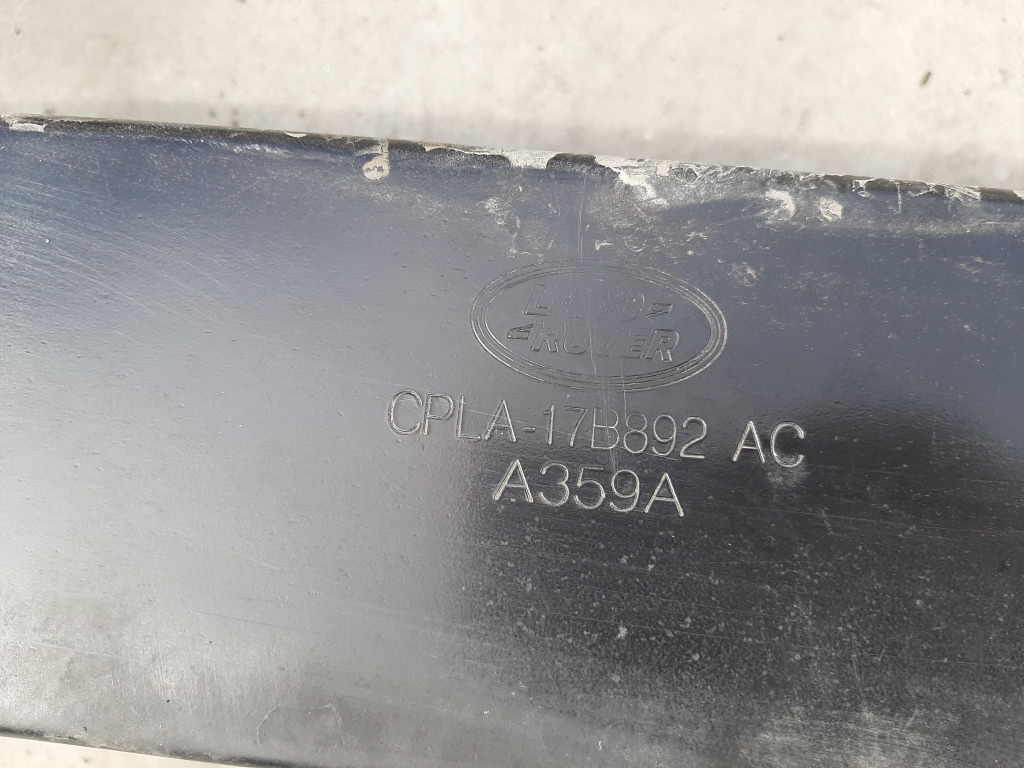 LAND
ROVER
CPLA-17B892 AC
A359A